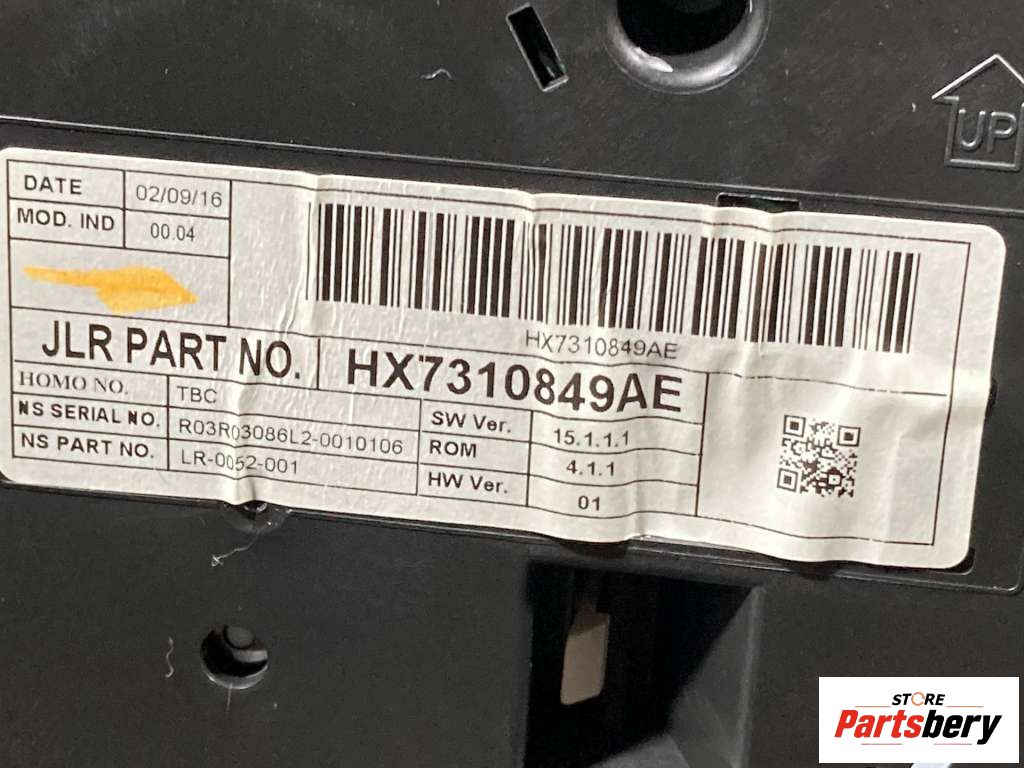 UP
DATE 02/09/16
MOD. IND 00.04
HX7310849AE
JLR PART NO. HX7310849AE
HOMO NO. TBC
NS SERIAL NO. R03R03086L2-0010106
NS PART NO. LR-0052-001
SW Ver. 15.1.1.1
ROM 4.1.1
HW Ver. 01
STORE
Partsbery